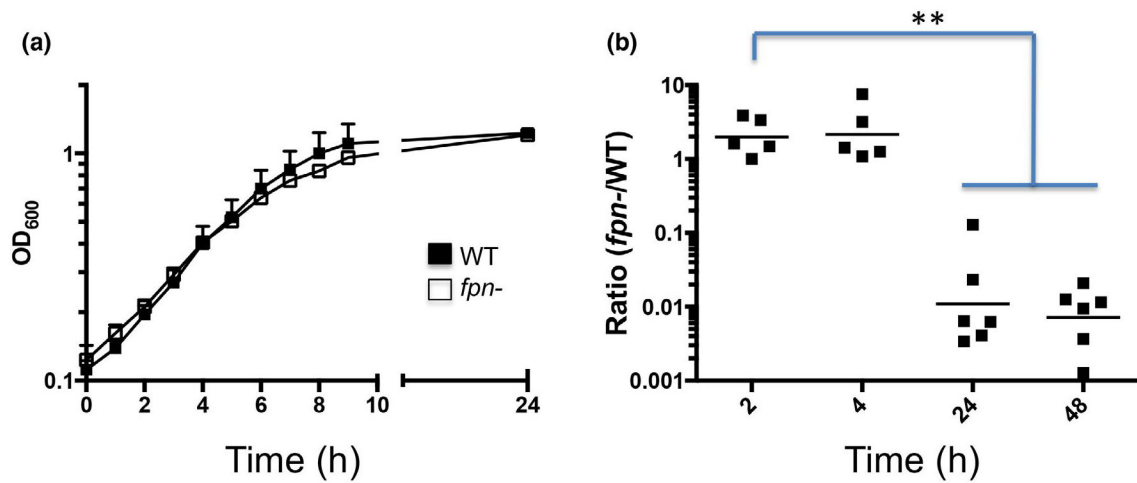 (a)
OD600
1
0.1
0 2 4 6 8 10 24
Time (h)
WT
fpn-
(b)
**
Ratio (fpn-/WT)
10
1
0.1
0.01
0.001
2 4 24 48
Time (h)